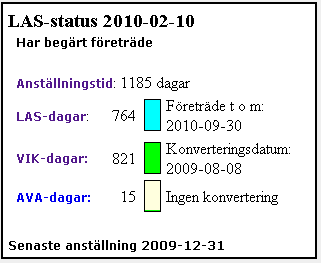 LAS-status 2010-02-10
Har begärt företräde
Anställningstid: 1185 dagar
LAS-dagar: 764 Företräde t o m:
2010-09-30
VIK-dagar: 821 Konverteringsdatum:
2009-08-08
AVA-dagar: 15 Ingen konvertering
Senaste anställning 2009-12-31